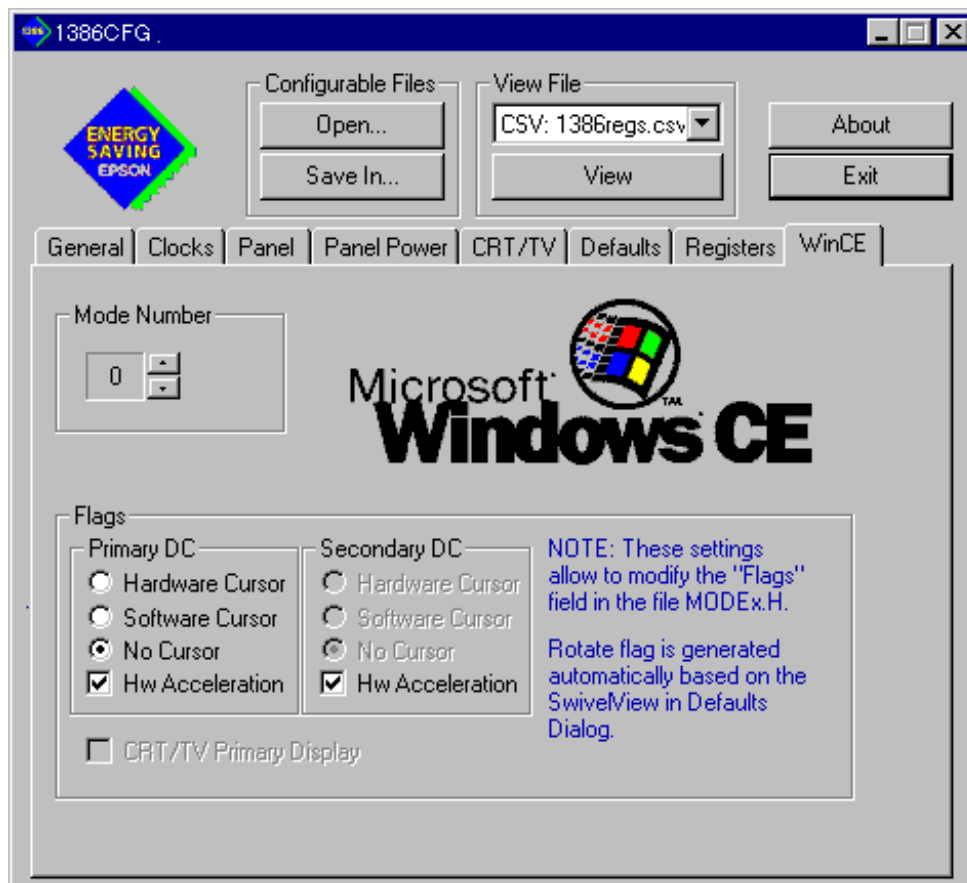 1386CFG .
Configurable Files
View File
ENERGY
SAVING
EPSON
Open...
CSV: 1386regs.csv
About
Save In...
View
Exit
General Clocks Panel Panel Power CRT/TV Defaults Registers WinCE
Mode Number
0
Microsoft
Windows CE
TM
Flags
Primary DC
Hardware Cursor
Software Cursor
No Cursor
Hw Acceleration
Secondary DC
Hardware Cursor
Software Cursor
No Cursor
Hw Acceleration
NOTE: These settings
allow to modify the "Flags"
field in the file MODEx.H.
Rotate flag is generated
automatically based on the
SwivelView in Defaults
Dialog.
CRT/TV Primary Display